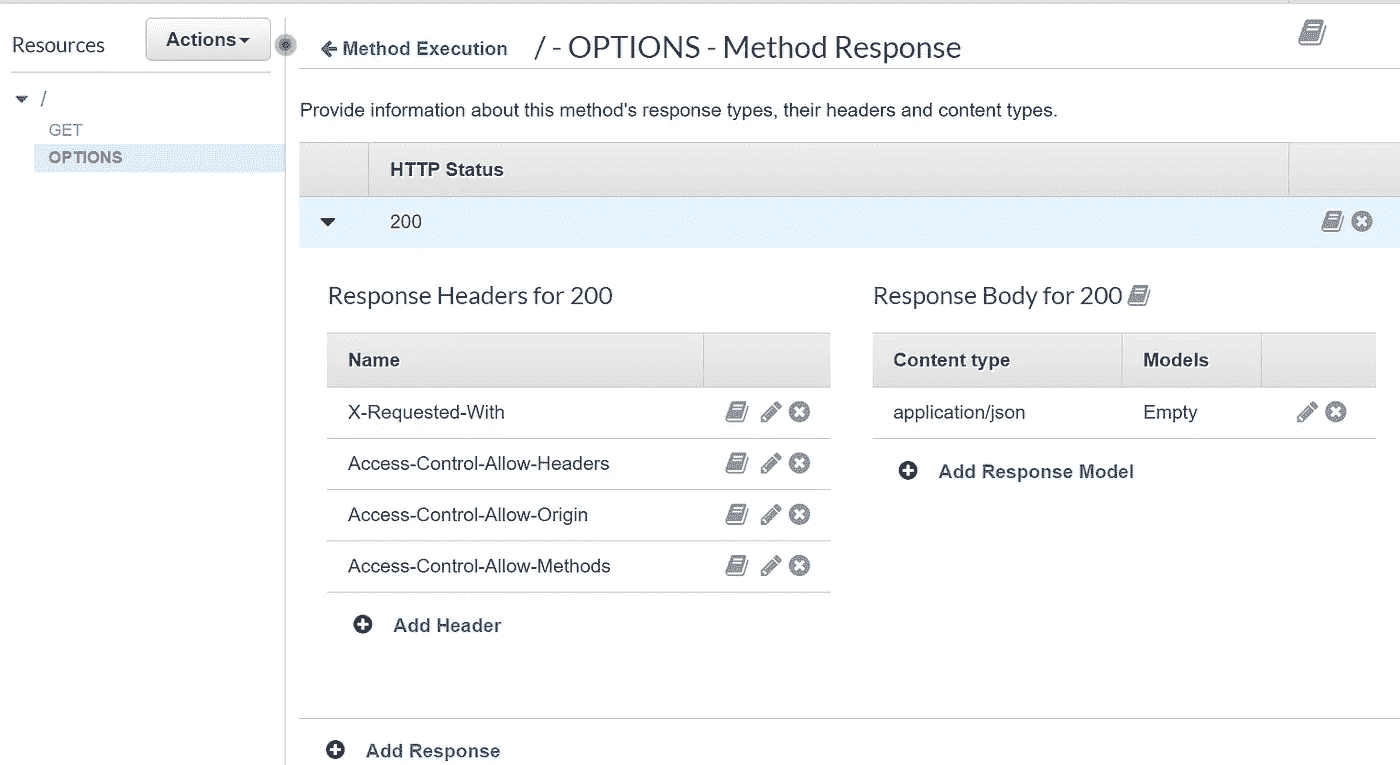 Resources
Actions
Method Execution
/ - OPTIONS - Method Response
/
GET
OPTIONS
Provide information about this method's response types, their headers and content types.
HTTP Status
200
Response Headers for 200
Response Body for 200
Name
Content type
Models
X-Requested-With
application/json
Empty
Access-Control-Allow-Headers
Add Response Model
Access-Control-Allow-Origin
Access-Control-Allow-Methods
Add Header
Add Response